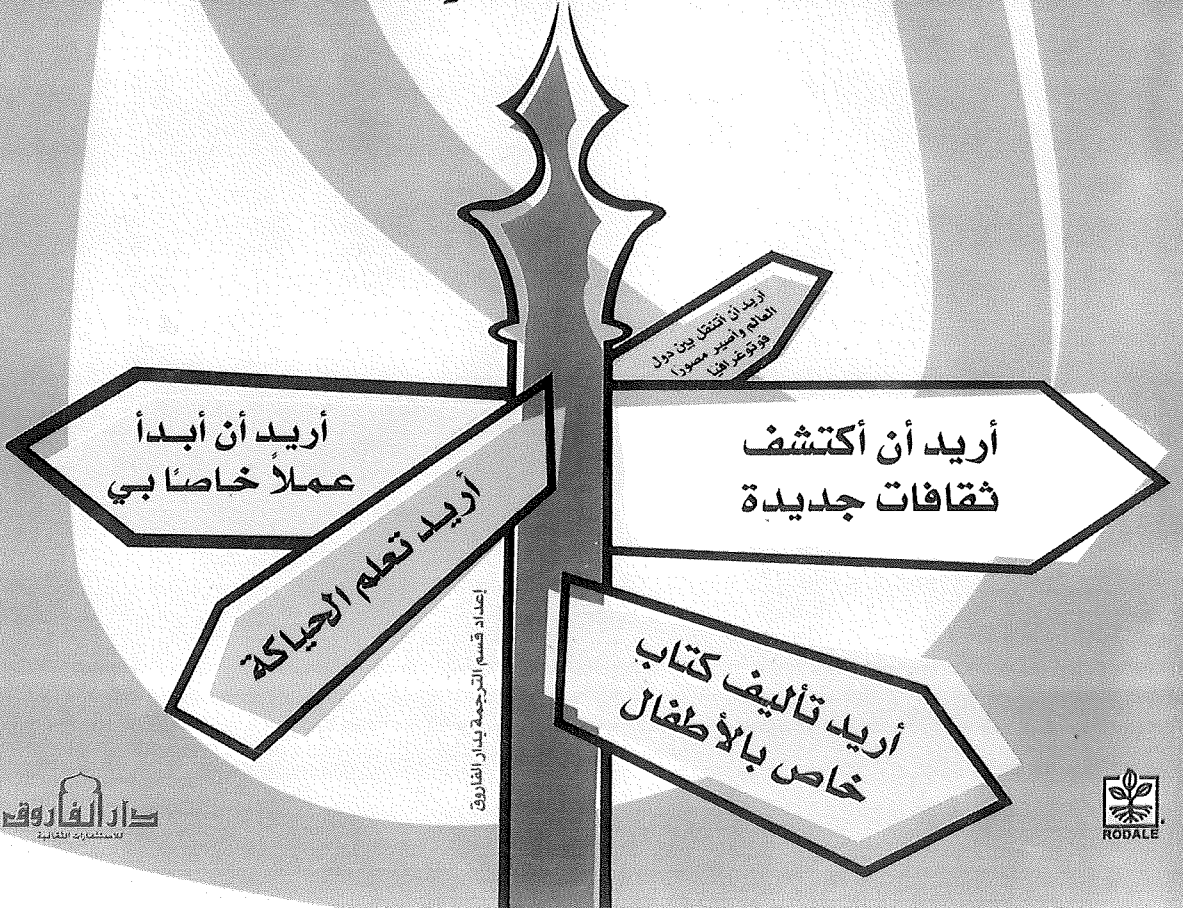 أريد أن أتنقل بين دول
العالم وأصير مصورا
فوتوغرافيا
أريد أن أكتشف
ثقافات جديدة
أريد أن أبدأ
عملاً خاصًا بي
أريد تعلم الحياكة
أريد تأليف كتاب
خاص بالأطفال
إعداد قسم الترجمة بدار الفاروق
دار الفاروق
للاستثمارات الثقافية
RODALE